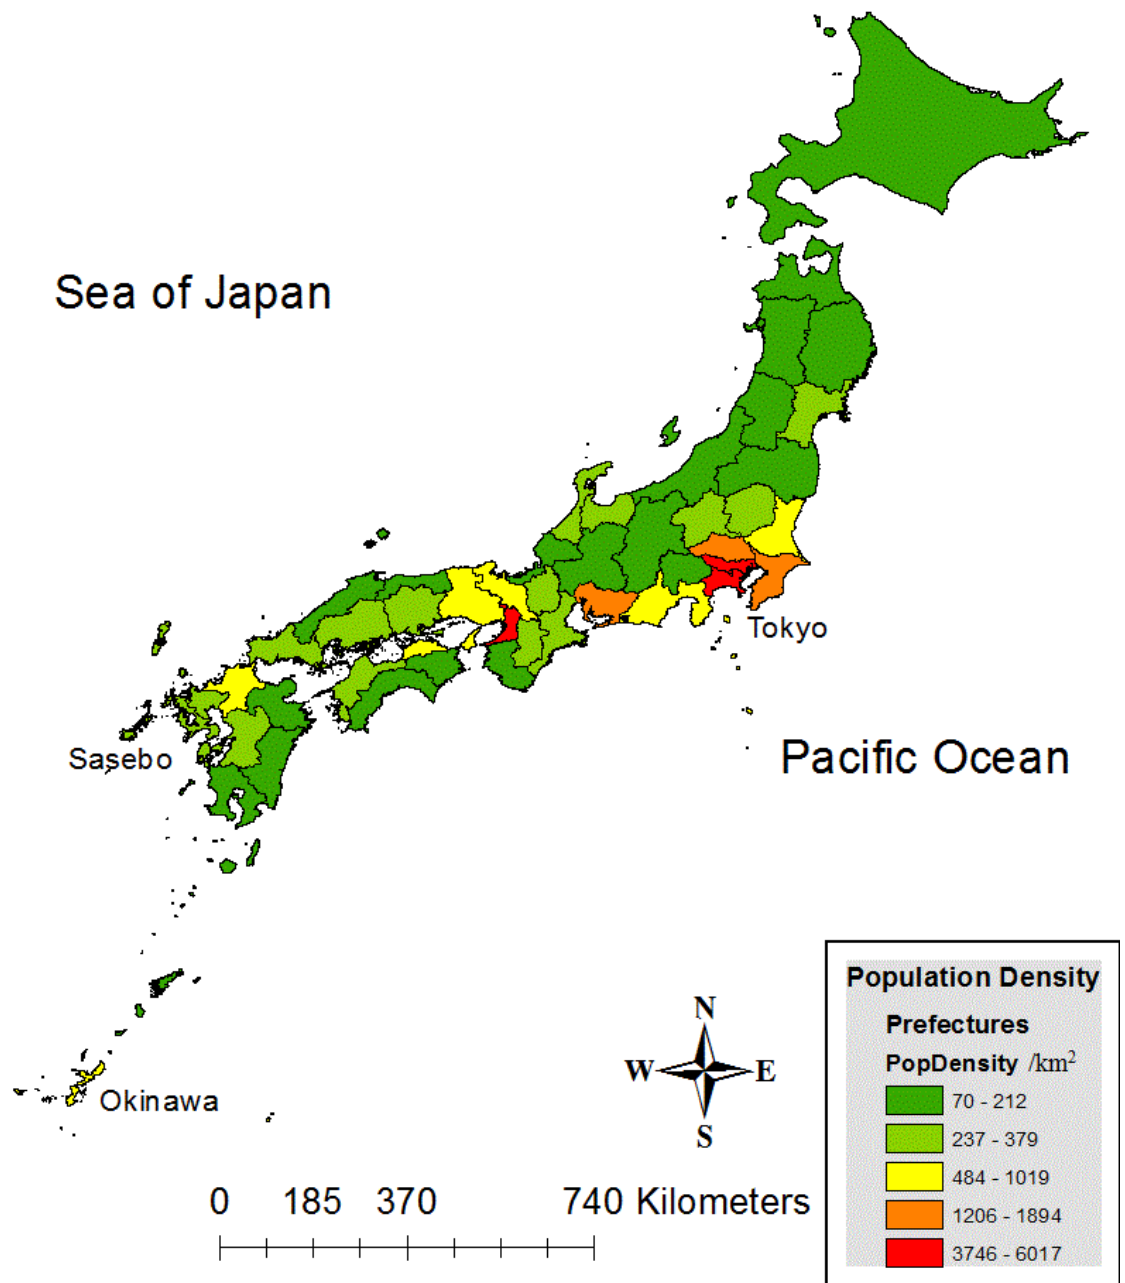 Sea of Japan
Tokyo
Sasebo
Pacific Ocean
Okinawa
N
W E
S
0 185 370 740 Kilometers
Population Density
Prefectures
PopDensity /km²
70 - 212
237 - 379
484 - 1019
1206 - 1894
3746 - 6017